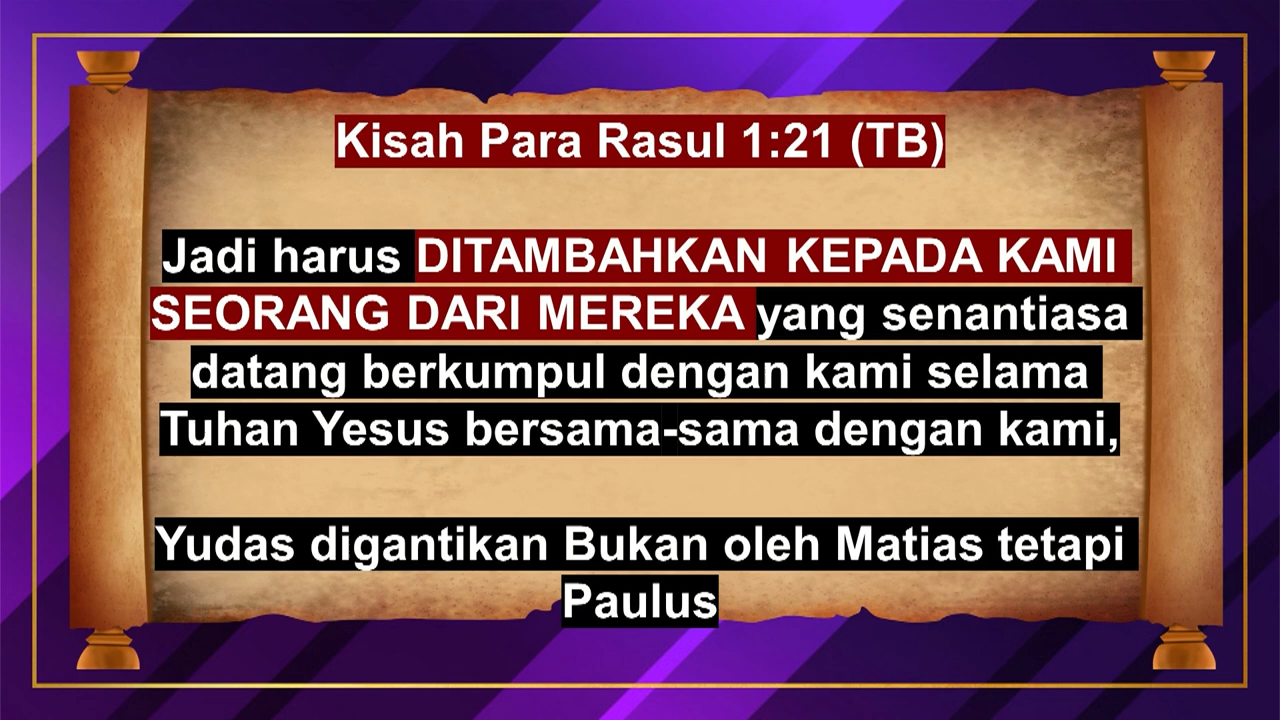 Kisah Para Rasul 1:21 (TB)
Jadi harus DITAMBAHKAN KEPADA KAMI
SEORANG DARI MEREKA yang senantiasa
datang berkumpul dengan kami selama
Tuhan Yesus bersama-sama dengan kami,
Yudas digantikan Bukan oleh Matias tetapi
Paulus